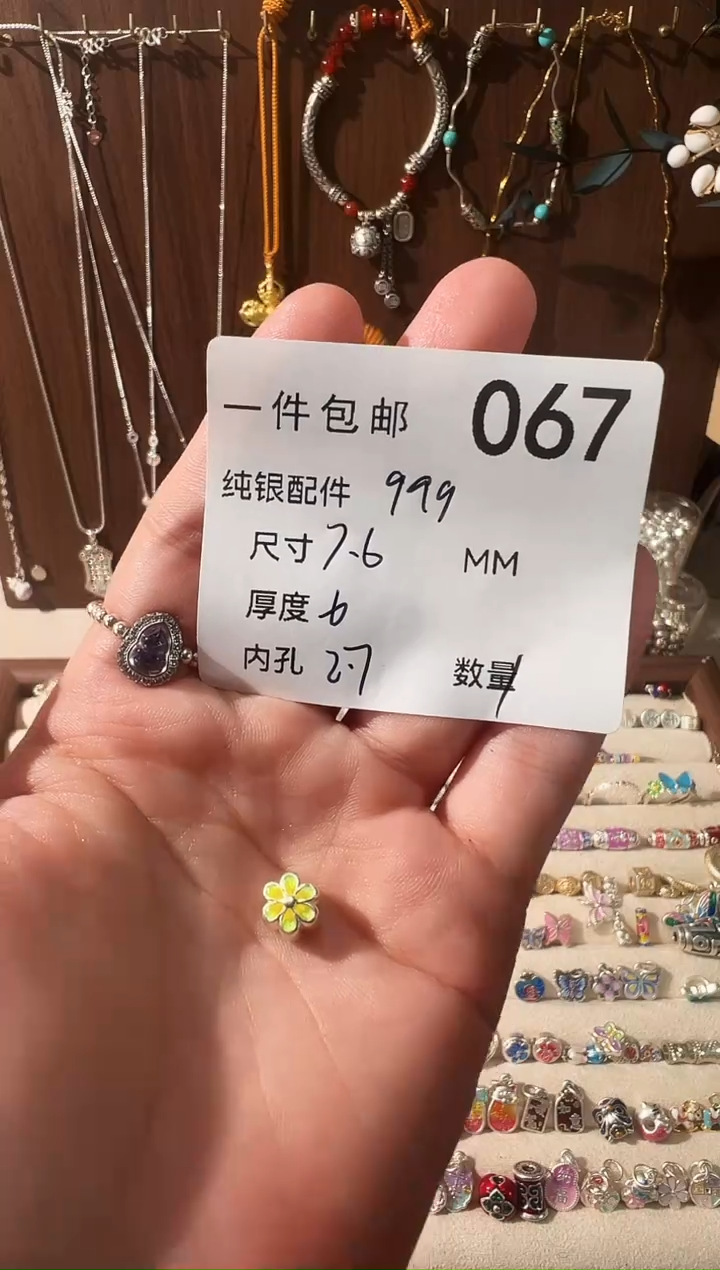 一件包邮 067
纯银配件 999
尺寸 7.6 MM
厚度 6
内孔 2.7 数量 1